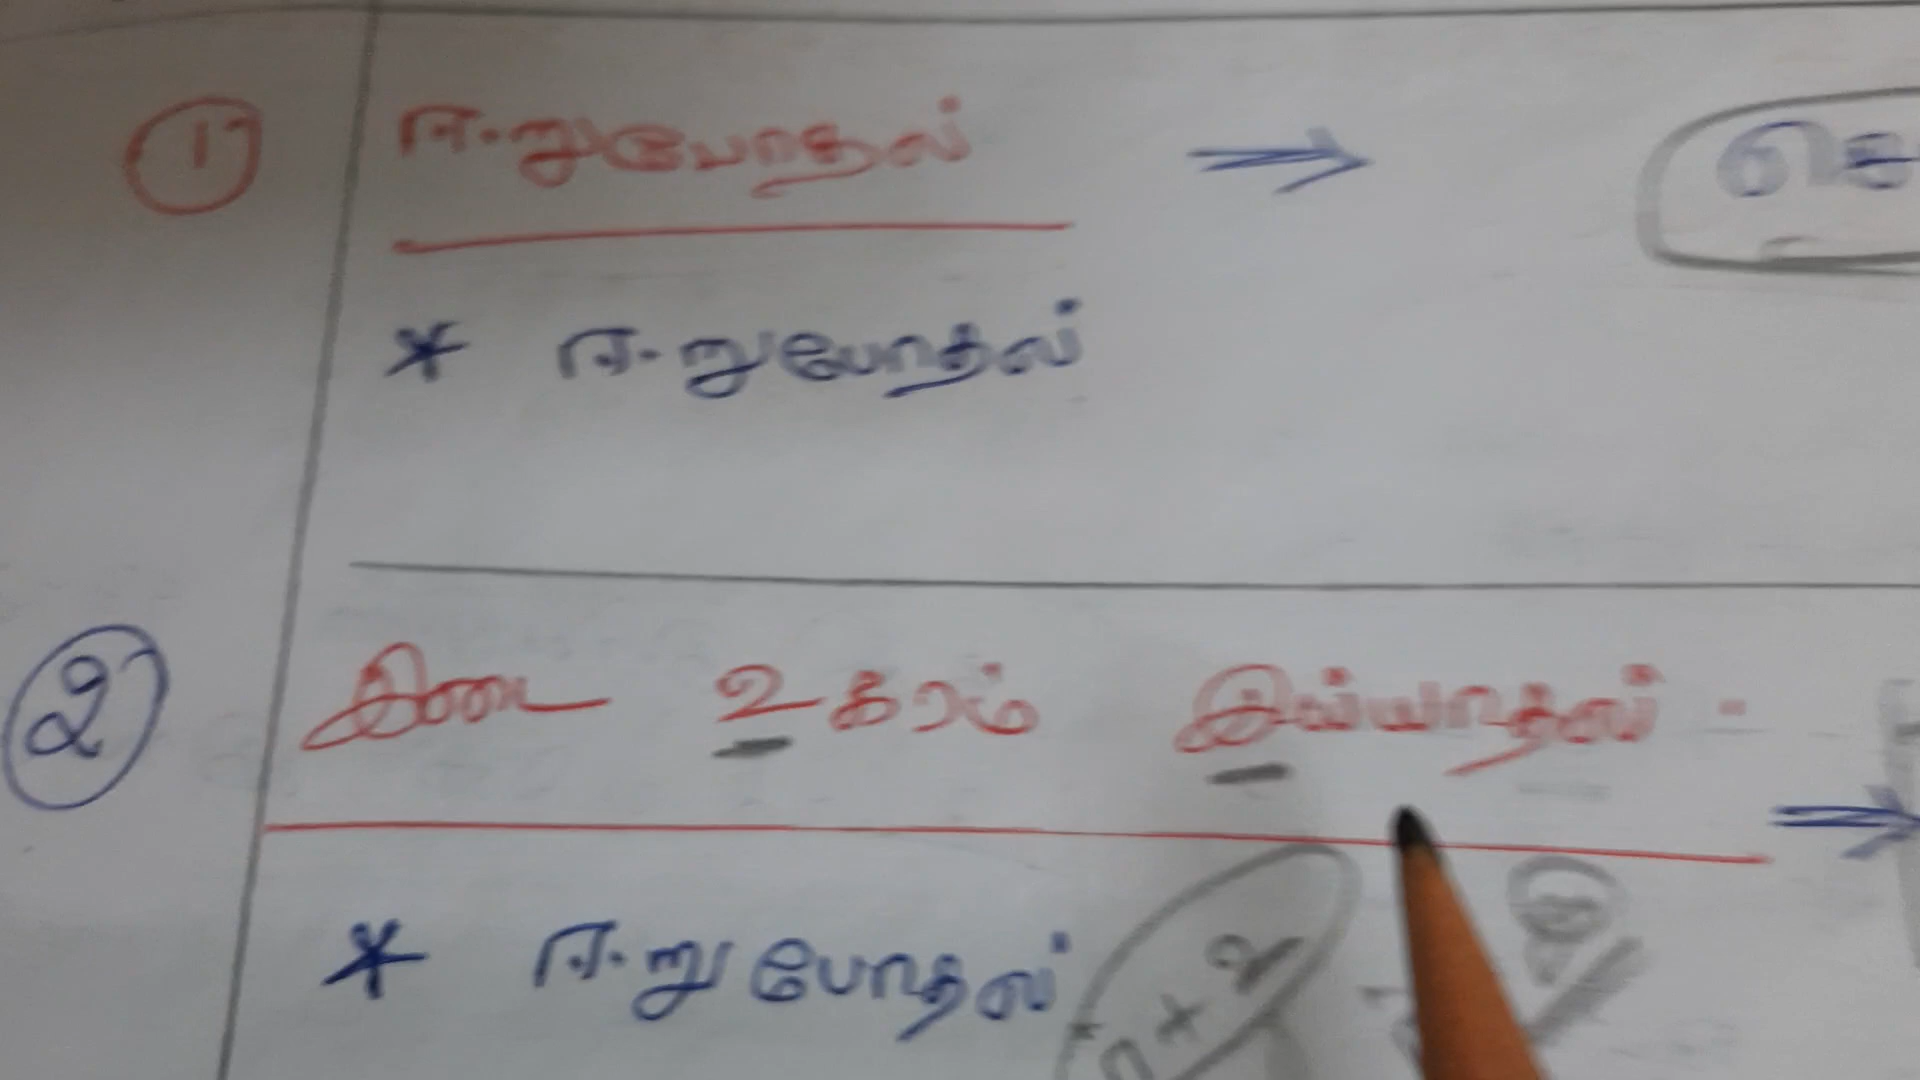 1) ஈறுபோதல் ⇒
* ஈறுபோதல்
2) இடை உகரம் இய்யாதல் - ⇒
* ஈறு போதல்